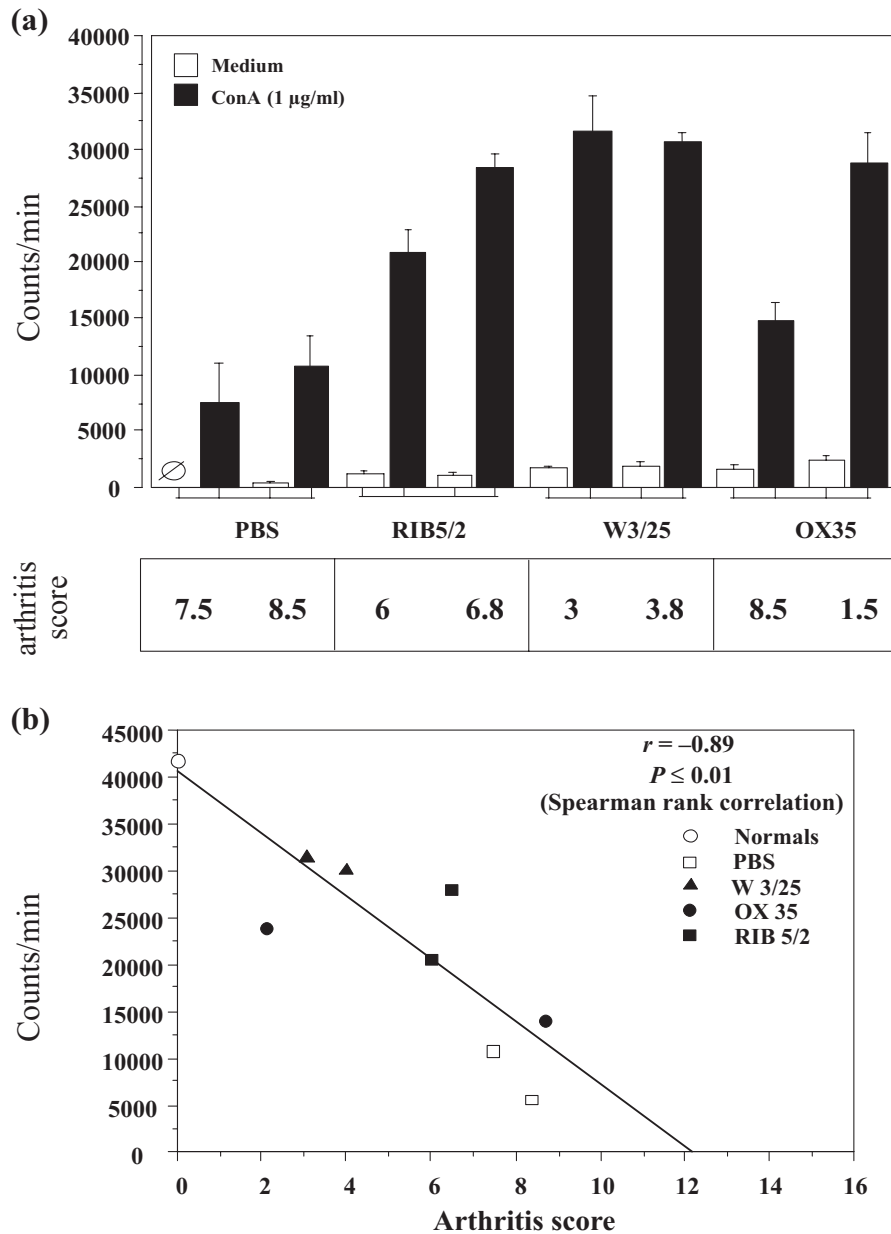 (a)
40000
35000
30000
25000
20000
15000
10000
5000
0
Counts/min
Medium
ConA (1 µg/ml)
PBS RIB5/2 W3/25 OX35
arthritis
score
7.5 8.5 6 6.8 3 3.8 8.5 1.5
(b)
45000
40000
35000
30000
25000
20000
15000
10000
5000
0
Counts/min
r = –0.89
P ≤ 0.01
(Spearman rank correlation)
Normals
PBS
W 3/25
OX 35
RIB 5/2
0 2 4 6 8 10 12 14 16
Arthritis score